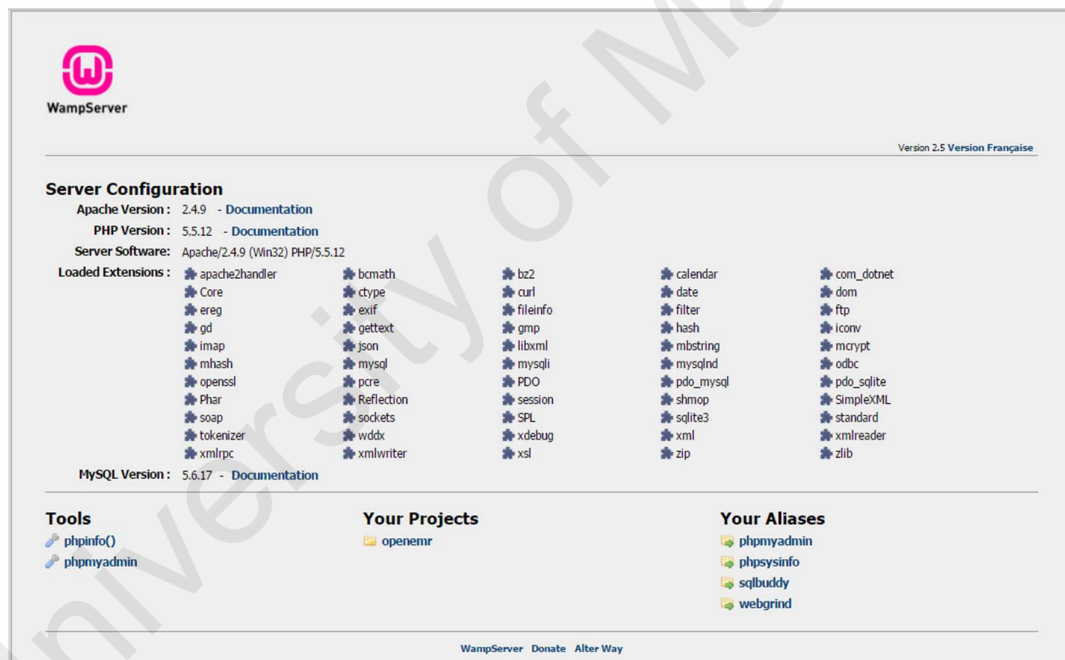 WampServer
Version 2.5 Version Française
Server Configuration
Apache Version : 2.4.9 - Documentation
PHP Version : 5.5.12 - Documentation
Server Software: Apache/2.4.9 (Win32) PHP/5.5.12
Loaded Extensions : apache2handler bcmath bz2 calendar com_dotnet
Core ctype curl date dom
ereg exif fileinfo filter ftp
gd gettext gmp hash iconv
imap json libxml mbstring mcrypt
mhash mysql mysqli mysqlnd odbc
openssl pcre PDO pdo_mysql pdo_sqlite
Phar Reflection session shmop SimpleXML
soap sockets SPL sqlite3 standard
tokenizer wddx xdebug xml xmlreader
xmlrpc xmlwriter xsl zip zlib
MySQL Version : 5.6.17 - Documentation
Tools Your Projects Your Aliases
phpinfo() openemr phpmyadmin
phpmyadmin phpsysinfo
sqlbuddy
webgrind
WampServer Donate Alter Way
University of Ma